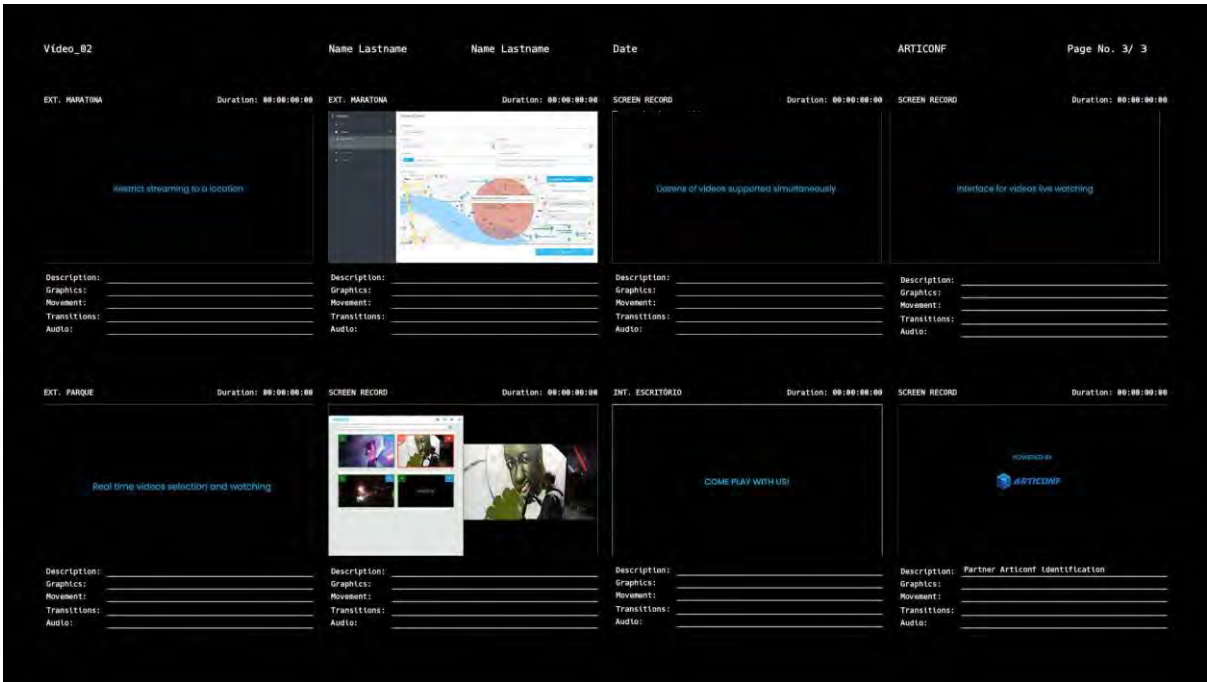 Vídeo_02 Name Lastname Name Lastname Date ARTICONF Page No. 3/ 3
EXT. MARATONA Duration: 00:00:00:00 EXT. MARATONA Duration: 00:00:00:00 SCREEN RECORD Duration: 00:00:00:00 SCREEN RECORD Duration: 00:00:00:00
Restrict streaming to a location
Dozens of videos supported simultaneously
Interface for videos live watching
Description:
Graphics:
Movement:
Transitions:
Audio:
Description:
Graphics:
Movement:
Transitions:
Audio:
Description:
Graphics:
Movement:
Transitions:
Audio:
Description:
Graphics:
Movement:
Transitions:
Audio:
EXT. PARQUE Duration: 00:00:00:00 SCREEN RECORD Duration: 00:00:00:00 INT. ESCRITÓRIO Duration: 00:00:00:00 SCREEN RECORD Duration: 00:00:00:00
Real time videos selection and watching
COME PLAY WITH US!
POWERED BY
ARTICONF
Description:
Graphics:
Movement:
Transitions:
Audio:
Description:
Graphics:
Movement:
Transitions:
Audio:
Description:
Graphics:
Movement:
Transitions:
Audio:
Description: Partner Articonf identification
Graphics:
Movement:
Transitions:
Audio: